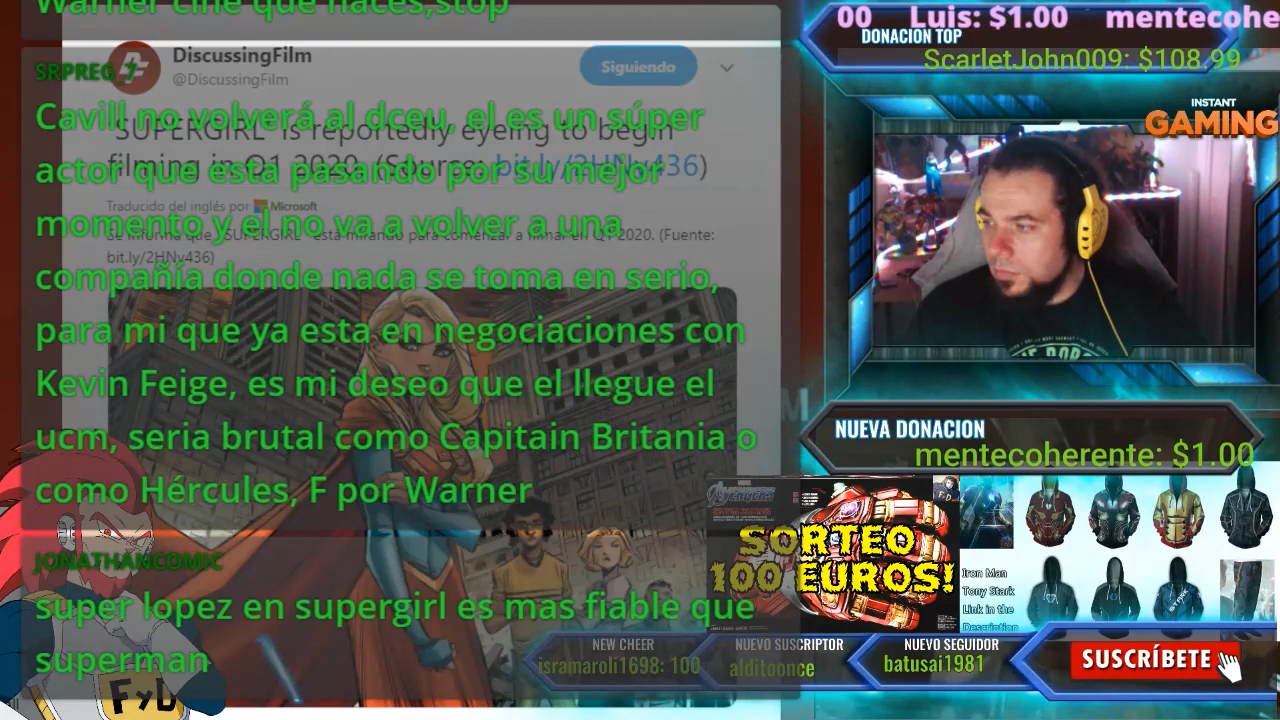 Warner cine que haces,stop
00 Luis: $1.00 mentecohe
DONACION TOP
ScarletJohn009: $108.99
DiscussingFilm
@DiscussingFilm
Siguiendo
SRPREG_7
Cavill no volverá al dceu, el es un súper
actor que esta pasando por su mejor
momento y el no va a volver a una
compañía donde nada se toma en serio,
para mi que ya esta en negociaciones con
Kevin Feige, es mi deseo que el llegue el
ucm, seria brutal como Capitain Britania o
como Hércules, F por Warner
"SUPERGIRL" is reportedly eyeing to begin
filming in Q1 2020. (Source: bit.ly/2HNv436)
Traducido del inglés por Microsoft
Se informa que "SUPERGIRL" está mirando para comenzar a filmar en Q1 2020. (Fuente:
bit.ly/2HNv436)
INSTANT
GAMING
NUEVA DONACION
mentecoherente: $1.00
AVENGERS
SORTEO
100 EUROS!
Iron Man
Tony Stark
Link in the
Description
JONATHANCOMIC
super lopez en supergirl es mas fiable que
superman
FyD
NEW CHEER
isramaroli1698: 100
NUEVO SUSCRIPTOR
alditoonce
NUEVO SEGUIDOR
batusai1981
SUSCRÍBETE